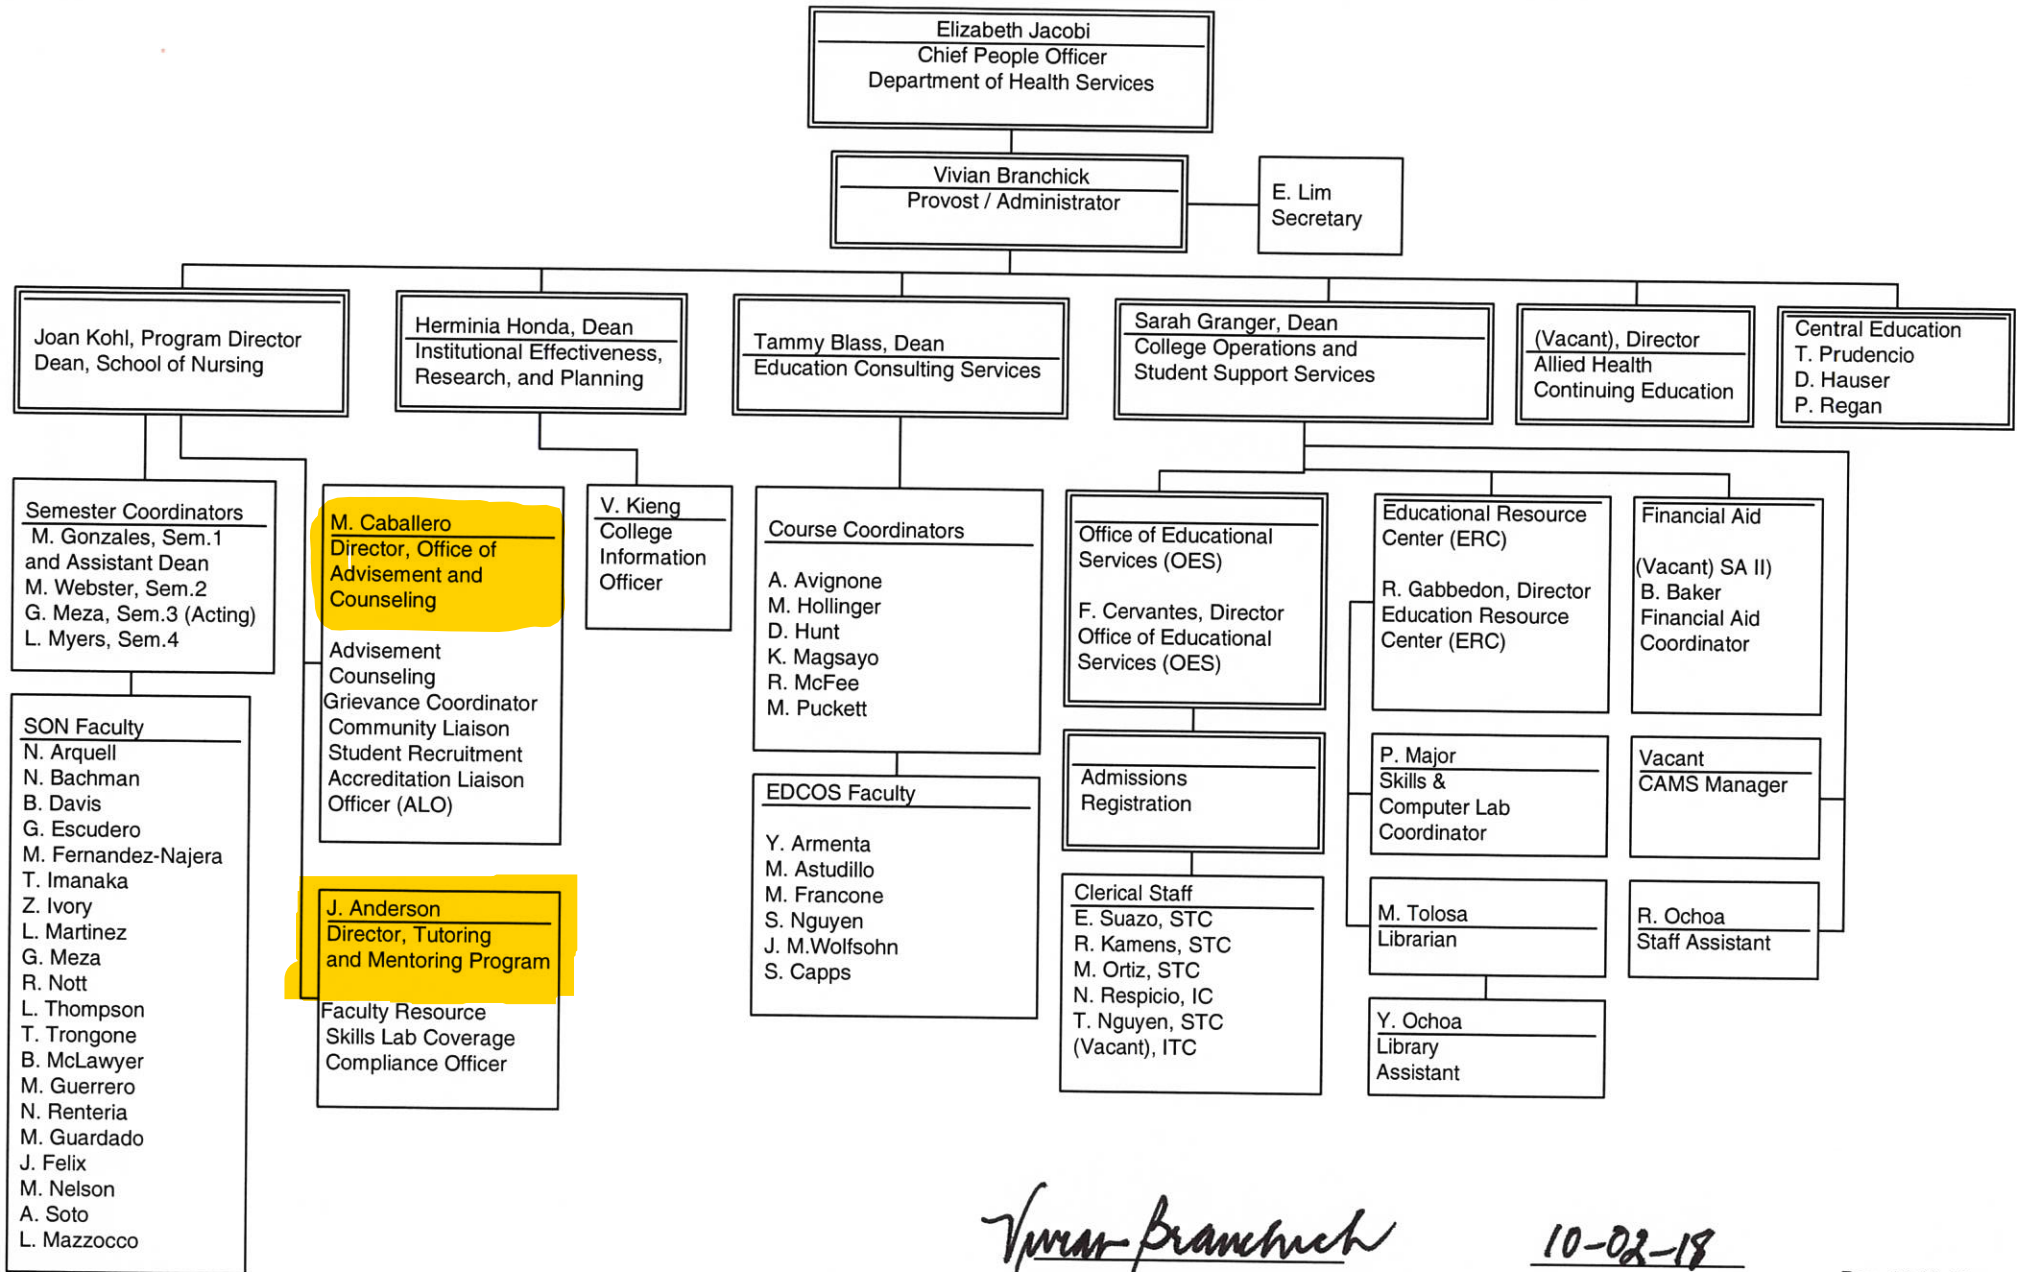 Elizabeth Jacobi
Chief People Officer
Department of Health Services
Vivian Branchick
Provost / Administrator
E. Lim
Secretary
Joan Kohl, Program Director
Dean, School of Nursing
Herminia Honda, Dean
Institutional Effectiveness,
Research, and Planning
Tammy Blass, Dean
Education Consulting Services
Sarah Granger, Dean
College Operations and
Student Support Services
(Vacant), Director
Allied Health
Continuing Education
Central Education
T. Prudencio
D. Hauser
P. Regan
Semester Coordinators
M. Gonzales, Sem.1
and Assistant Dean
M. Webster, Sem.2
G. Meza, Sem.3 (Acting)
L. Myers, Sem.4
SON Faculty
N. Arquell
N. Bachman
B. Davis
G. Escudero
M. Fernandez-Najera
T. Imanaka
Z. Ivory
L. Martinez
G. Meza
R. Nott
L. Thompson
T. Trongone
B. McLawyer
M. Guerrero
N. Renteria
M. Guardado
J. Felix
M. Nelson
A. Soto
L. Mazzocco
M. Caballero
Director, Office of
Advisement and
Counseling
Advisement
Counseling
Grievance Coordinator
Community Liaison
Student Recruitment
Accreditation Liaison
Officer (ALO)
J. Anderson
Director, Tutoring
and Mentoring Program
Faculty Resource
Skills Lab Coverage
Compliance Officer
V. Kieng
College
Information
Officer
Course Coordinators
A. Avignone
M. Hollinger
D. Hunt
K. Magsayo
R. McFee
M. Puckett
EDCOS Faculty
Y. Armenta
M. Astudillo
M. Francone
S. Nguyen
J. M.Wolfsohn
S. Capps
Office of Educational
Services (OES)
F. Cervantes, Director
Office of Educational
Services (OES)
Admissions
Registration
Clerical Staff
E. Suazo, STC
R. Kamens, STC
M. Ortiz, STC
N. Respicio, IC
T. Nguyen, STC
(Vacant), ITC
Educational Resource
Center (ERC)
R. Gabbedon, Director
Education Resource
Center (ERC)
P. Major
Skills &
Computer Lab
Coordinator
M. Tolosa
Librarian
Y. Ochoa
Library
Assistant
Financial Aid
(Vacant) SA II)
B. Baker
Financial Aid
Coordinator
Vacant
CAMS Manager
R. Ochoa
Staff Assistant
Vivian Branchick
10-02-18